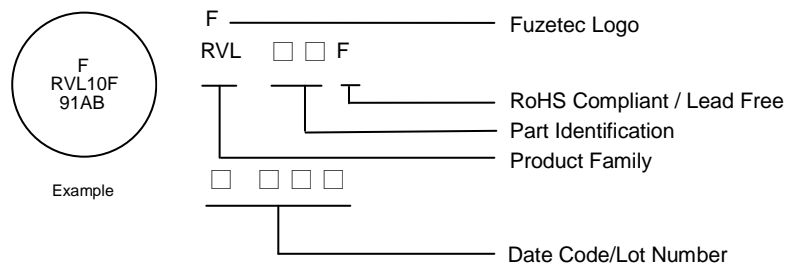 F
RVL10F
91AB
Example
F
Fuzetec Logo
RVL □ □ F
RoHS Compliant / Lead Free
Part Identification
Product Family
□ □ □ □
Date Code/Lot Number